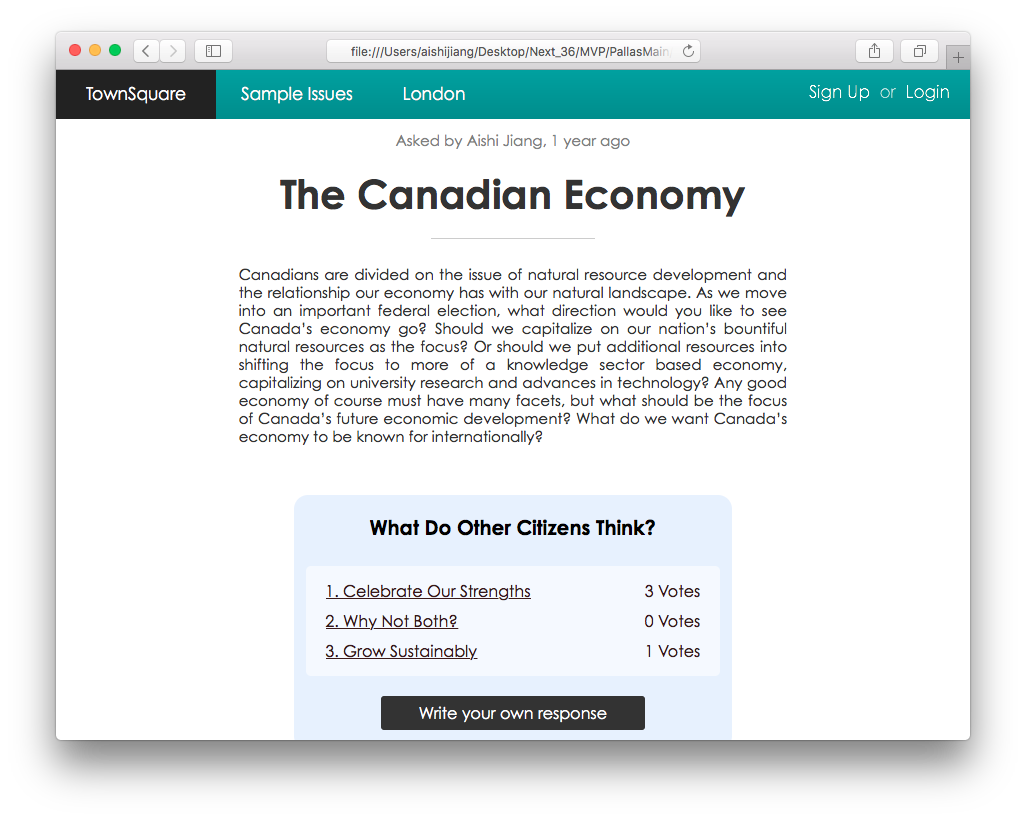 file:///Users/aishijiang/Desktop/Next_36/MVP/PallasMain
TownSquare Sample Issues London Sign Up or Login
Asked by Aishi Jiang, 1 year ago
The Canadian Economy
Canadians are divided on the issue of natural resource development and
the relationship our economy has with our natural landscape. As we move
into an important federal election, what direction would you like to see
Canada's economy go? Should we capitalize on our nation's bountiful
natural resources as the focus? Or should we put additional resources into
shifting the focus to more of a knowledge sector based economy,
capitalizing on university research and advances in technology? Any good
economy of course must have many facets, but what should be the focus
of Canada's future economic development? What do we want Canada's
economy to be known for internationally?
What Do Other Citizens Think?
1. Celebrate Our Strengths 3 Votes
2. Why Not Both? 0 Votes
3. Grow Sustainably 1 Votes
Write your own response